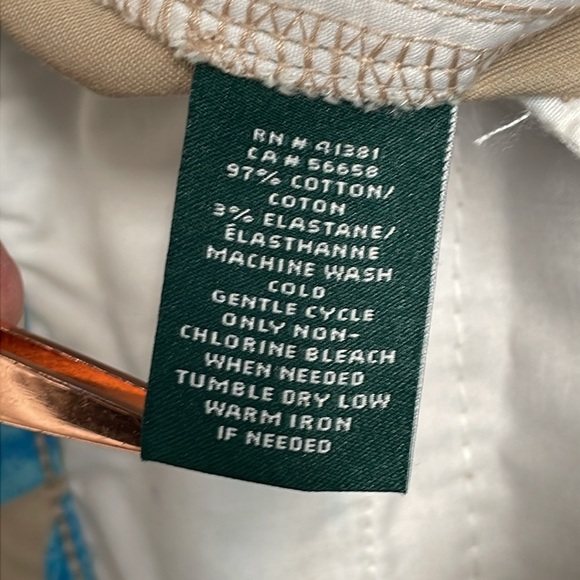 RN # 41381
CA # 56658
97% COTTON/
COTON
3% ELASTANE/
ÉLASTHANNE
MACHINE WASH
COLD
GENTLE CYCLE
ONLY NON-
CHLORINE BLEACH
WHEN NEEDED
TUMBLE DRY LOW
WARM IRON
IF NEEDED